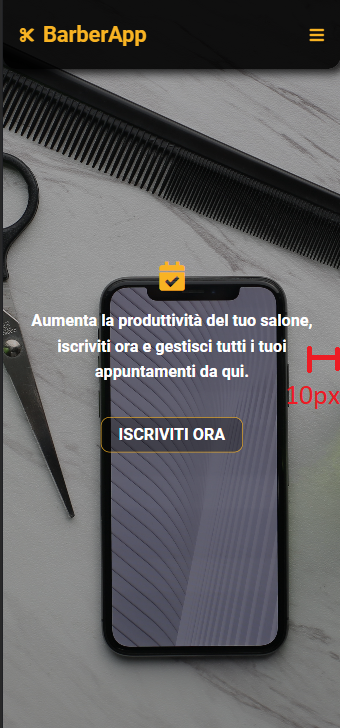 BarberApp
Aumenta la produttività del tuo salone,
iscriviti ora e gestisci tutti i tuoi
appuntamenti da qui.
10px
ISCRIVITI ORA